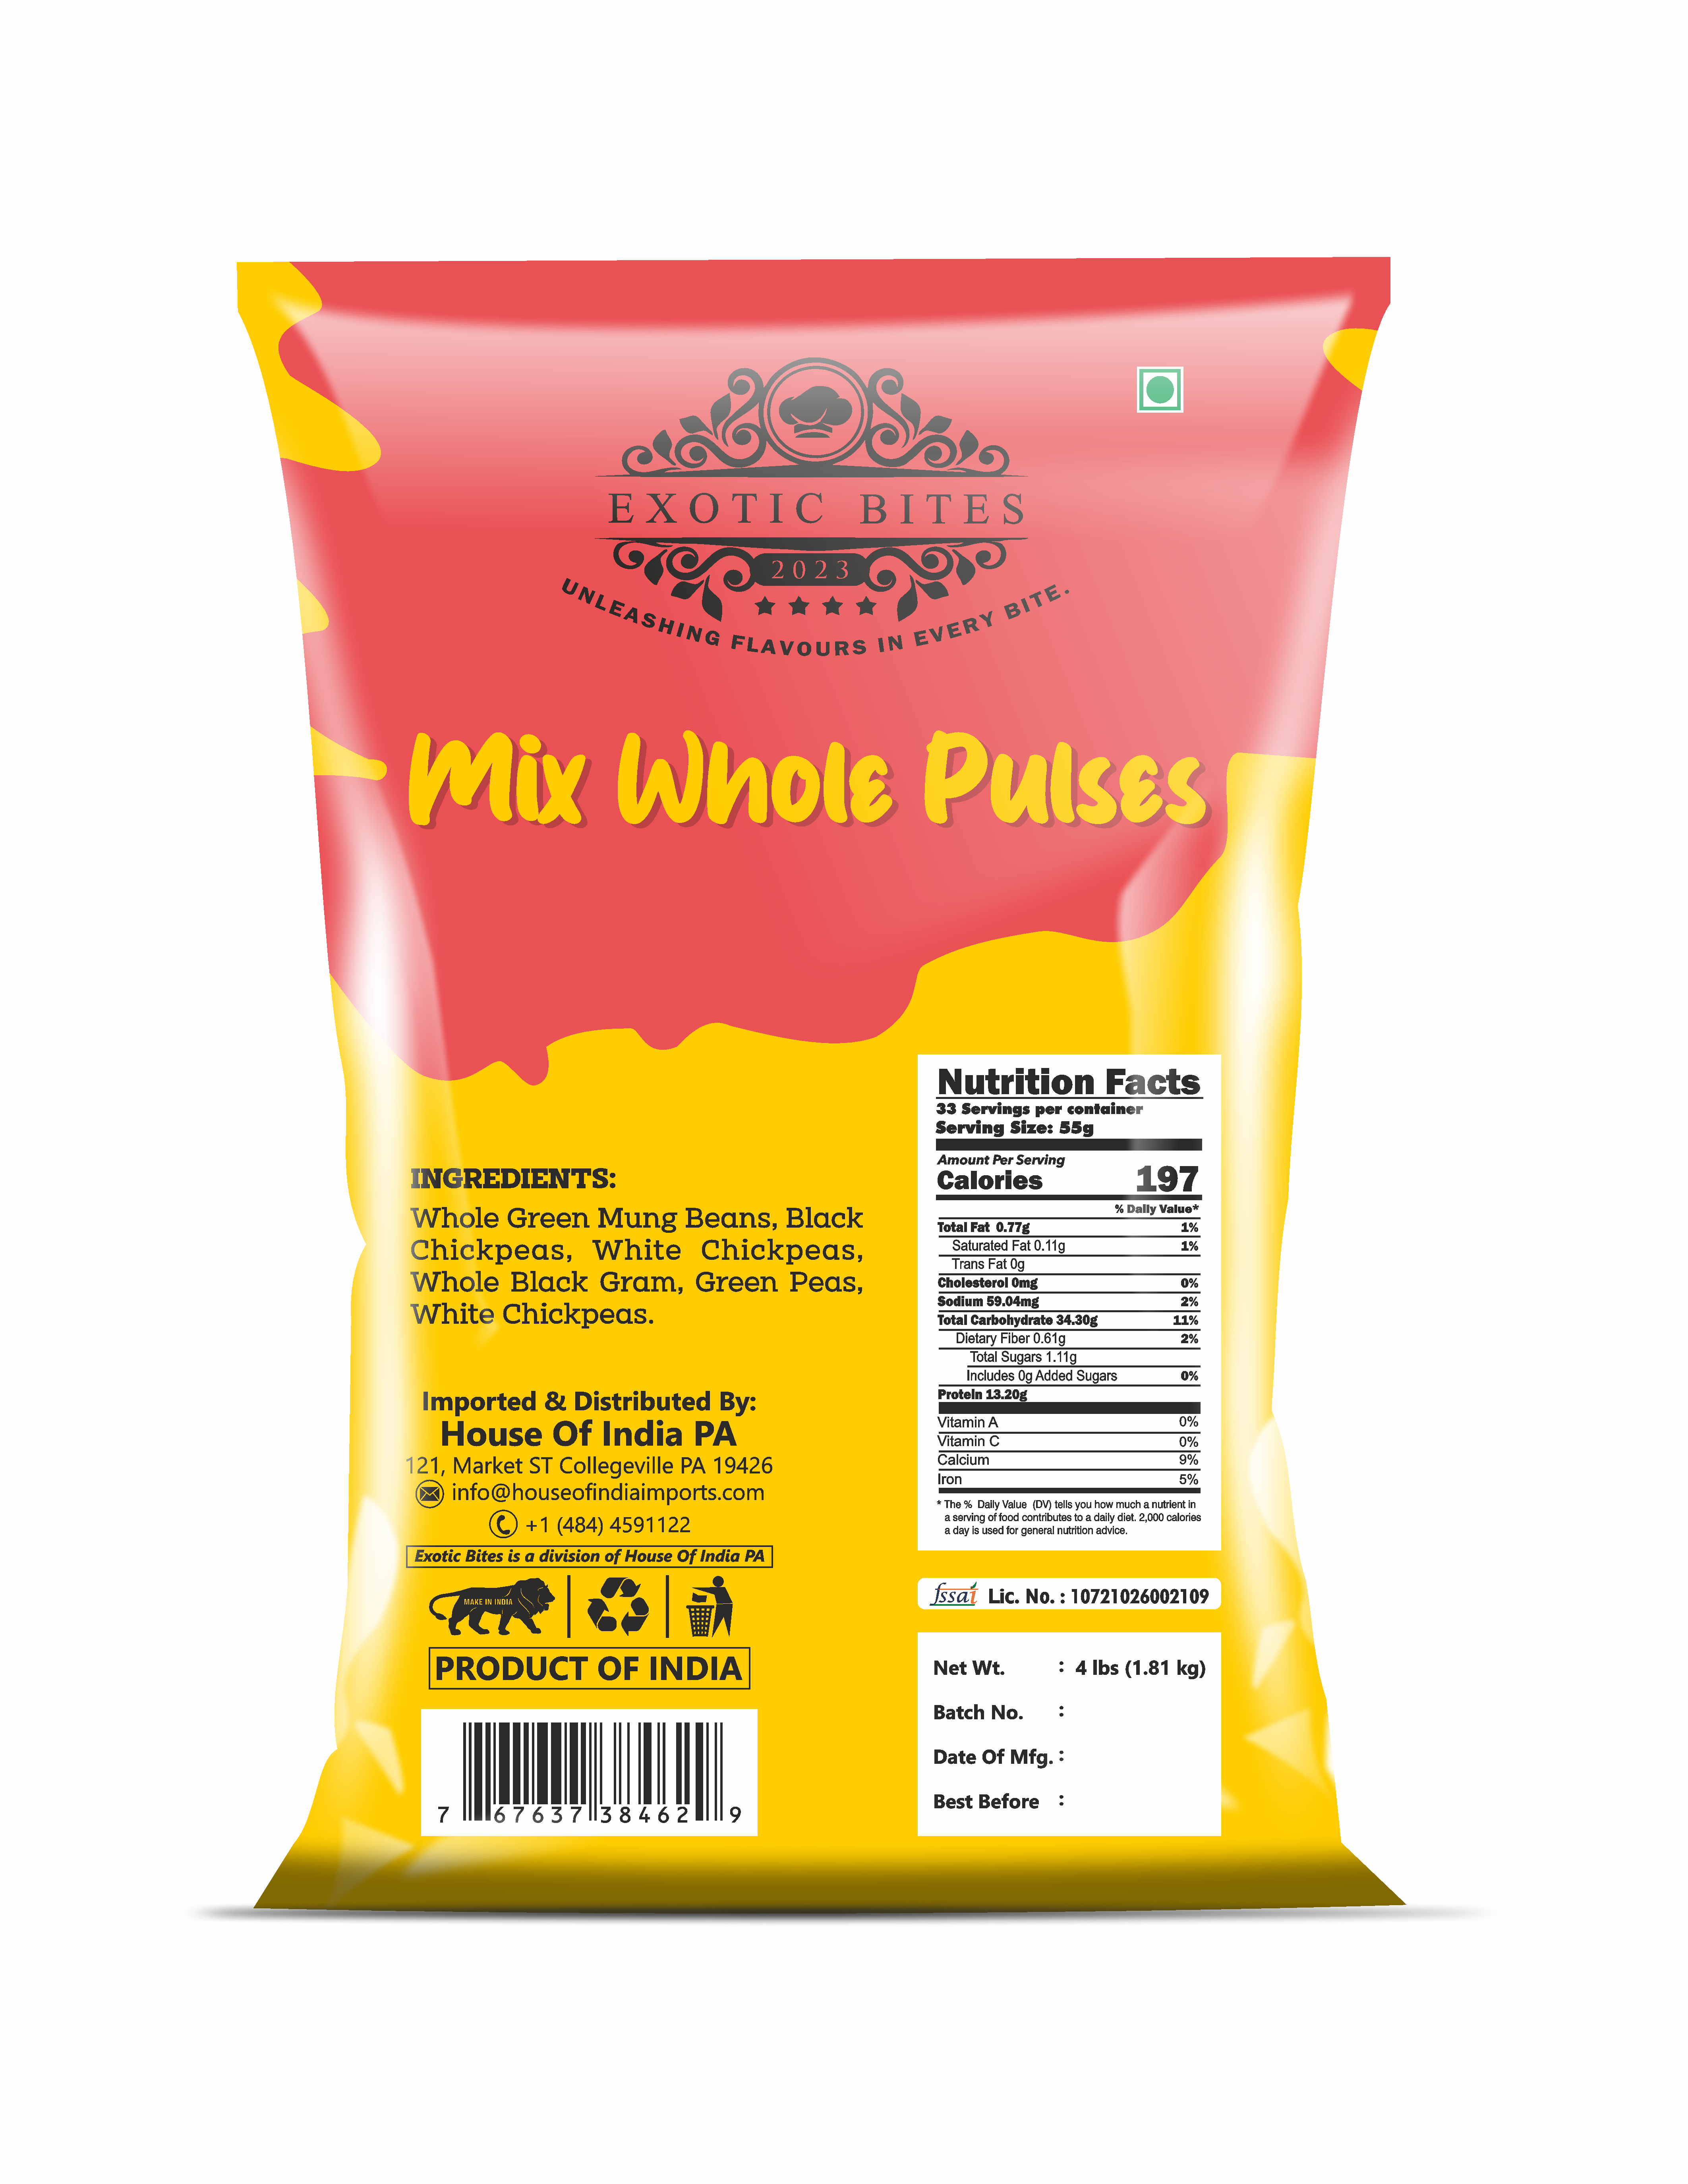 EXOTIC BITES
2023
UNLEASHING FLAVOURS IN EVERY BITE.
Mix Whole Pulses
INGREDIENTS:
Whole Green Mung Beans, Black
Chickpeas, White Chickpeas,
Whole Black Gram, Green Peas,
White Chickpeas.
Imported & Distributed By:
House Of India PA
121, Market ST Collegeville PA 19426
info@houseofindiaimports.com
+1 (484) 4591122
Exotic Bites is a division of House Of India PA
MAKE IN INDIA
PRODUCT OF INDIA
7 67637 38462 9
Nutrition Facts
33 Servings per container
Serving Size: 55g
Amount Per Serving
Calories 197
% Daily Value*
Total Fat 0.77g 1%
Saturated Fat 0.11g 1%
Trans Fat 0g
Cholesterol 0mg 0%
Sodium 59.04mg 2%
Total Carbohydrate 34.30g 11%
Dietary Fiber 0.61g 2%
Total Sugars 1.11g
Includes 0g Added Sugars 0%
Protein 13.20g
Vitamin A 0%
Vitamin C 0%
Calcium 9%
Iron 5%
* The % Daily Value (DV) tells you how much a nutrient in
a serving of food contributes to a daily diet. 2,000 calories
a day is used for general nutrition advice.
fssai Lic. No. : 10721026002109
Net Wt. : 4 lbs (1.81 kg)
Batch No. :
Date Of Mfg. :
Best Before :